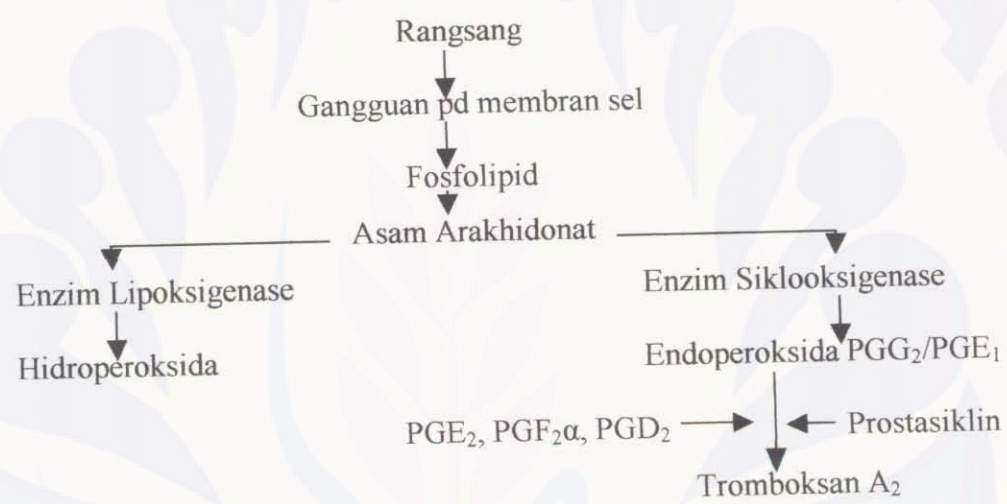 Rangsang
Gangguan pd membran sel
Fosfolipid
Asam Arakhidonat
Enzim Lipoksigenase
Enzim Siklooksigenase
Hidroperoksida
Endoperoksida PGG₂/PGE₁
PGE₂, PGF₂α, PGD₂
Prostasiklin
Tromboksan A₂